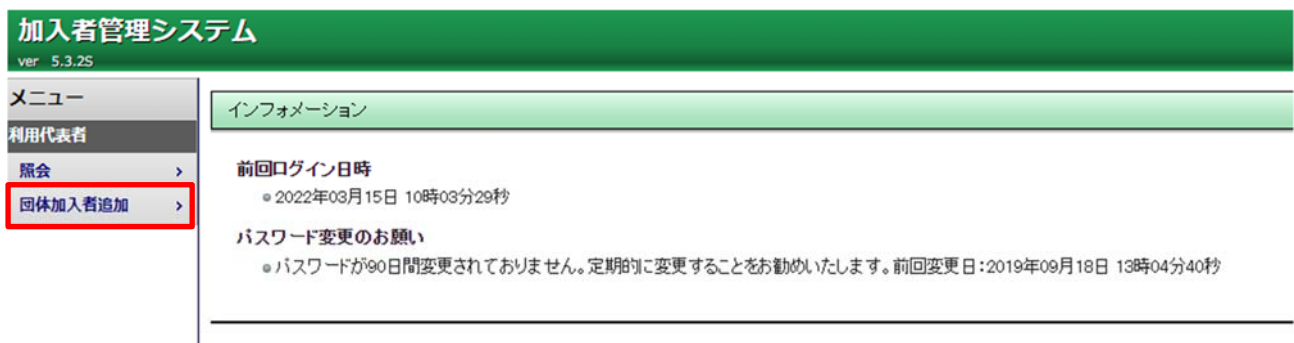 加入者管理システム
ver 5.3.2S
メニュー
利用代表者
照会 >
団体加入者追加 >
インフォメーション
前回ログイン日時
2022年03月15日 10時03分29秒
パスワード変更のお願い
パスワードが90日間変更されておりません。定期的に変更することをお勧めいたします。前回変更日:2019年09月18日 13時04分40秒